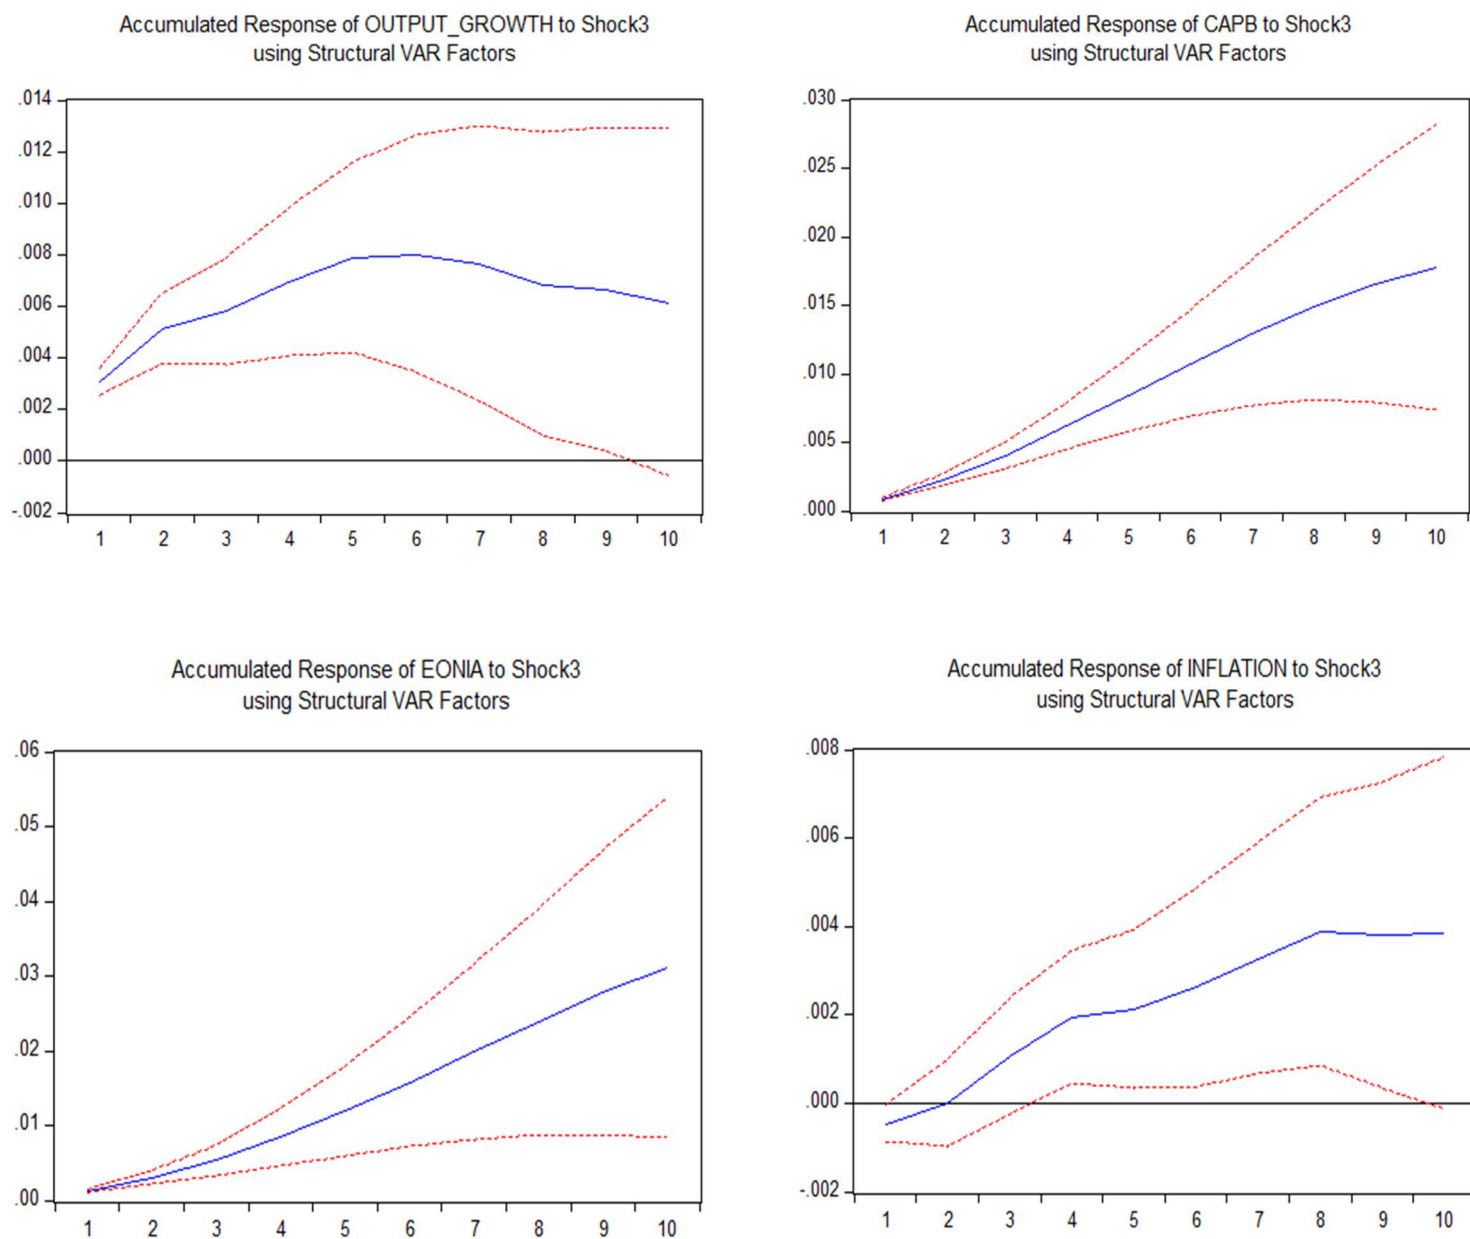 Accumulated Response of OUTPUT_GROWTH to Shock3
using Structural VAR Factors
.014
.012
.010
.008
.006
.004
.002
.000
-.002
1 2 3 4 5 6 7 8 9 10
Accumulated Response of CAPB to Shock3
using Structural VAR Factors
.030
.025
.020
.015
.010
.005
.000
1 2 3 4 5 6 7 8 9 10
Accumulated Response of EONIA to Shock3
using Structural VAR Factors
.06
.05
.04
.03
.02
.01
.00
1 2 3 4 5 6 7 8 9 10
Accumulated Response of INFLATION to Shock3
using Structural VAR Factors
.008
.006
.004
.002
.000
-.002
1 2 3 4 5 6 7 8 9 10